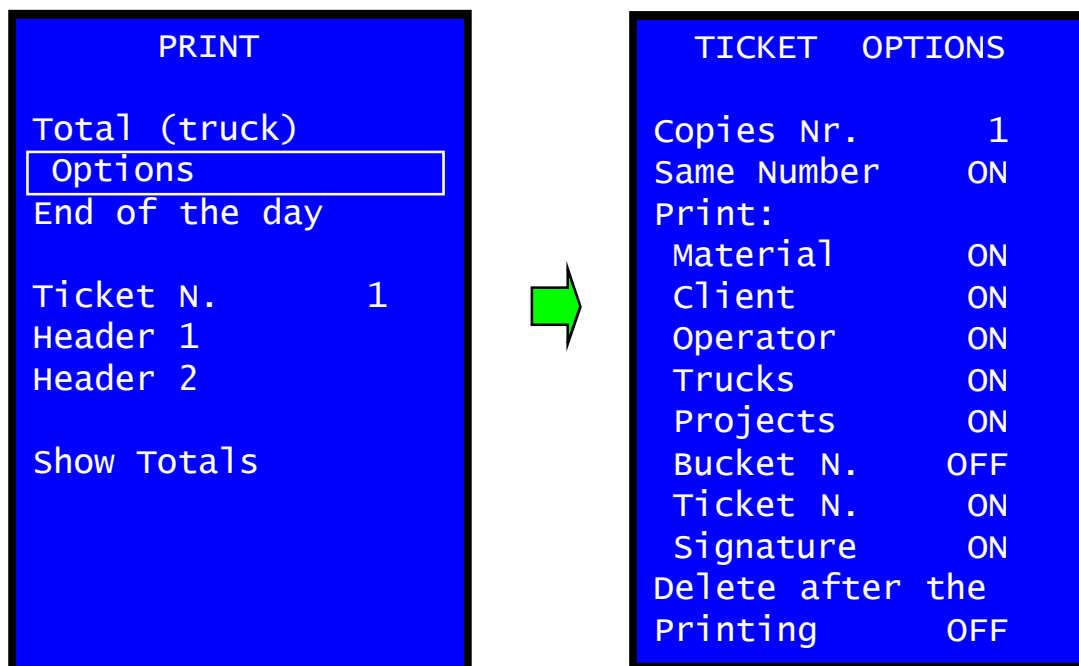 PRINT
Total (truck)
Options
End of the day
Ticket N. 1
Header 1
Header 2
Show Totals
TICKET OPTIONS
Copies Nr. 1
Same Number ON
Print:
Material ON
Client ON
Operator ON
Trucks ON
Projects ON
Bucket N. OFF
Ticket N. ON
Signature ON
Delete after the
Printing OFF